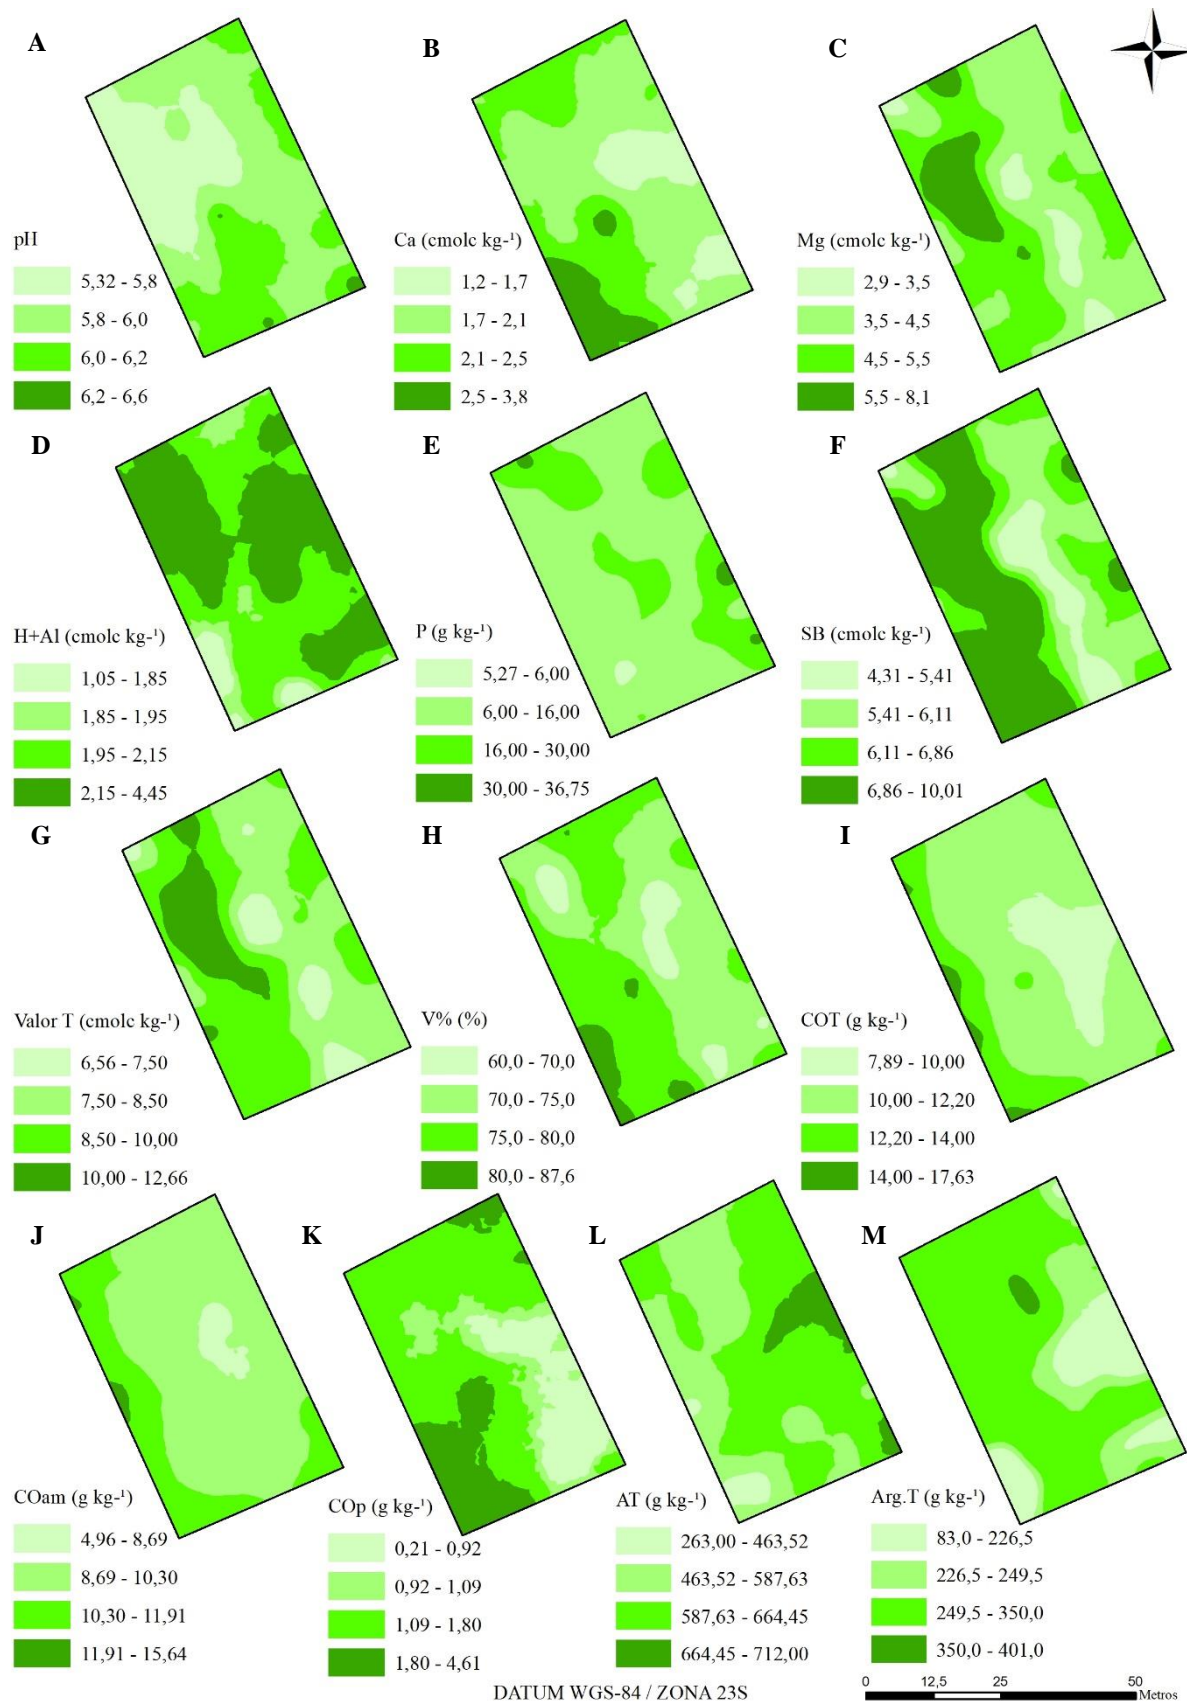 A
B
C
pH
5,32 - 5,8
5,8 - 6,0
6,0 - 6,2
6,2 - 6,6
Ca (cmolc kg-¹)
1,2 - 1,7
1,7 - 2,1
2,1 - 2,5
2,5 - 3,8
Mg (cmolc kg-¹)
2,9 - 3,5
3,5 - 4,5
4,5 - 5,5
5,5 - 8,1
D
E
F
H+Al (cmolc kg-¹)
1,05 - 1,85
1,85 - 1,95
1,95 - 2,15
2,15 - 4,45
P (g kg-¹)
5,27 - 6,00
6,00 - 16,00
16,00 - 30,00
30,00 - 36,75
SB (cmolc kg-¹)
4,31 - 5,41
5,41 - 6,11
6,11 - 6,86
6,86 - 10,01
G
H
I
Valor T (cmolc kg-¹)
6,56 - 7,50
7,50 - 8,50
8,50 - 10,00
10,00 - 12,66
V% (%)
60,0 - 70,0
70,0 - 75,0
75,0 - 80,0
80,0 - 87,6
COT (g kg-¹)
7,89 - 10,00
10,00 - 12,20
12,20 - 14,00
14,00 - 17,63
J
K
L
M
COam (g kg-¹)
4,96 - 8,69
8,69 - 10,30
10,30 - 11,91
11,91 - 15,64
COp (g kg-¹)
0,21 - 0,92
0,92 - 1,09
1,09 - 1,80
1,80 - 4,61
AT (g kg-¹)
263,00 - 463,52
463,52 - 587,63
587,63 - 664,45
664,45 - 712,00
Arg.T (g kg-¹)
83,0 - 226,5
226,5 - 249,5
249,5 - 350,0
350,0 - 401,0
0 12,5 25 50
Metros
DATUM WGS-84 / ZONA 23S